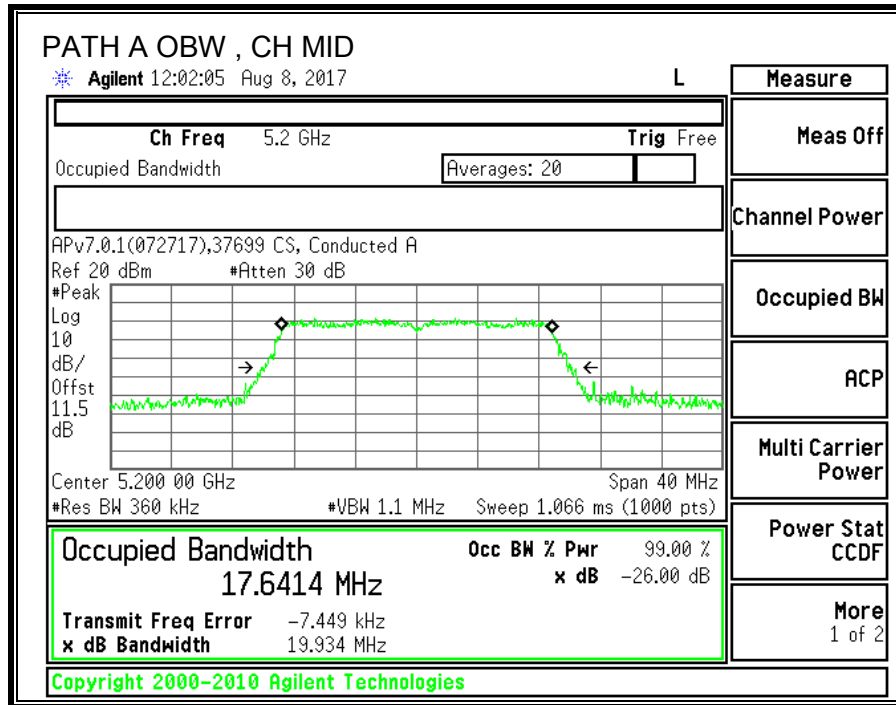 PATH A OBW , CH MID
Agilent 12:02:05 Aug 8, 2017 L
Measure
Ch Freq 5.2 GHz Trig Free
Occupied Bandwidth Averages: 20
APv7.0.1(072717),37699 CS, Conducted A
Ref 20 dBm #Atten 30 dB
#Peak
Log
10
dB/
Offst
11.5
dB
Center 5.200 00 GHz Span 40 MHz
#Res BW 360 kHz #VBW 1.1 MHz Sweep 1.066 ms (1000 pts)
Occupied Bandwidth Occ BW % Pwr 99.00 %
17.6414 MHz x dB -26.00 dB
Transmit Freq Error -7.449 kHz
x dB Bandwidth 19.934 MHz
Copyright 2000-2010 Agilent Technologies
Meas Off
Channel Power
Occupied BW
ACP
Multi Carrier
Power
Power Stat
CCDF
More
1 of 2